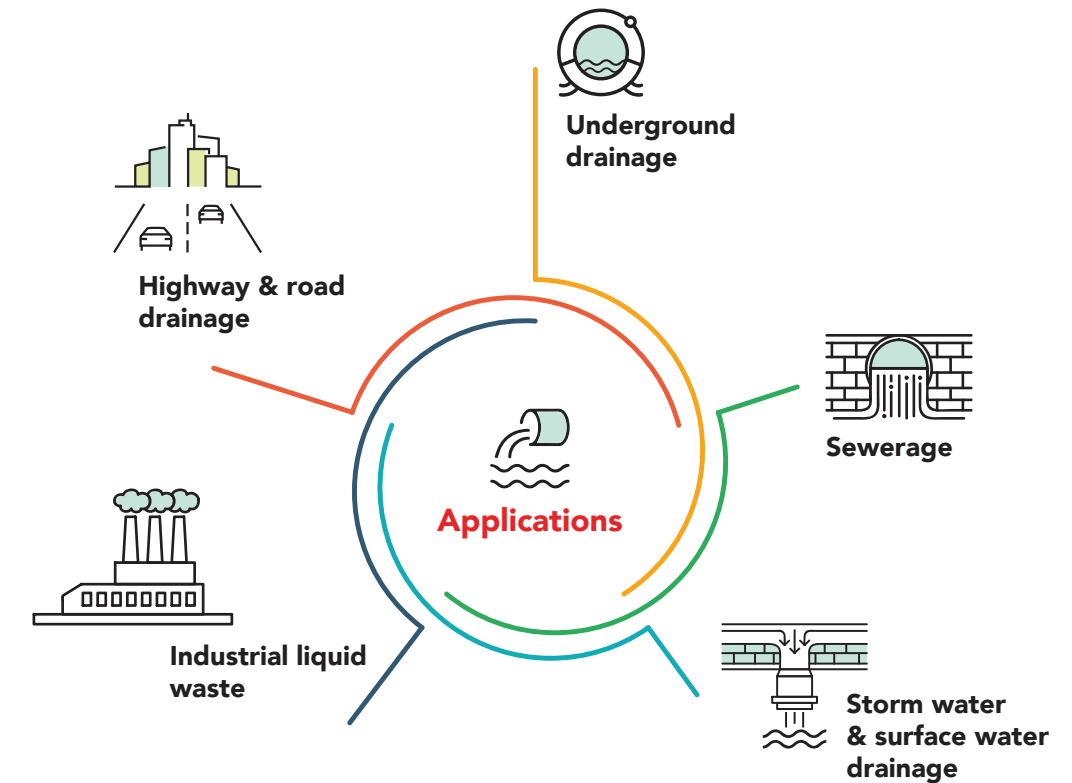 Underground
drainage
Highway & road
drainage
Sewerage
Applications
Industrial liquid
waste
Storm water
& surface water
drainage